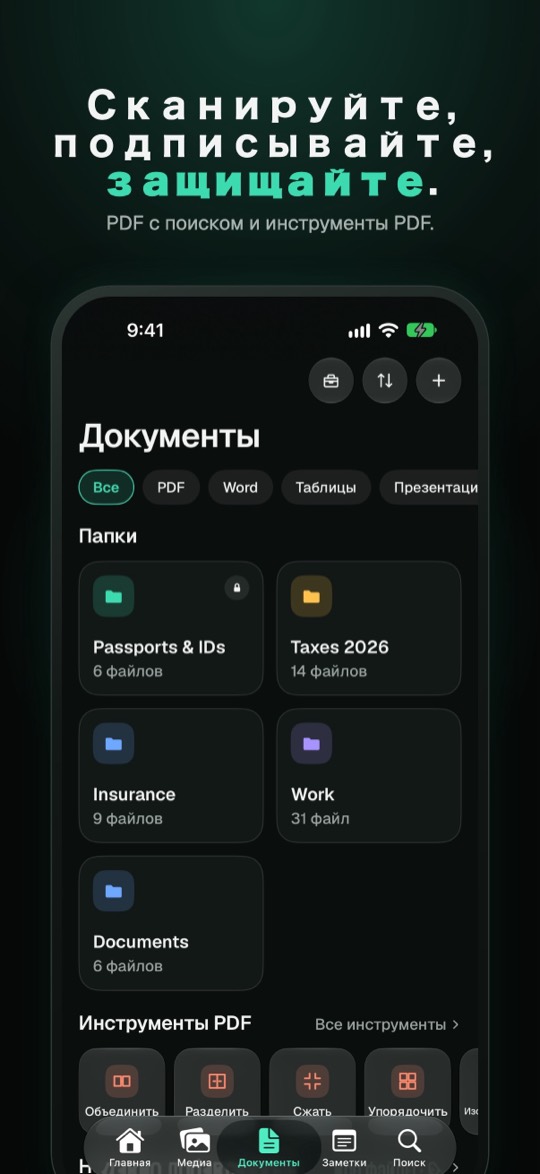 Сканируйте,
подписывайте,
защищайте.
PDF с поиском и инструменты PDF.
9:41
Документы
Все PDF Word Таблицы Презентаци
Папки
Passports & IDs
6 файлов
Taxes 2026
14 файлов
Insurance
9 файлов
Work
31 файл
Documents
6 файлов
Инструменты PDF
Все инструменты
Объединить Разделить Сжать Упорядочить
Главная Медиа Документы Заметки Поиск